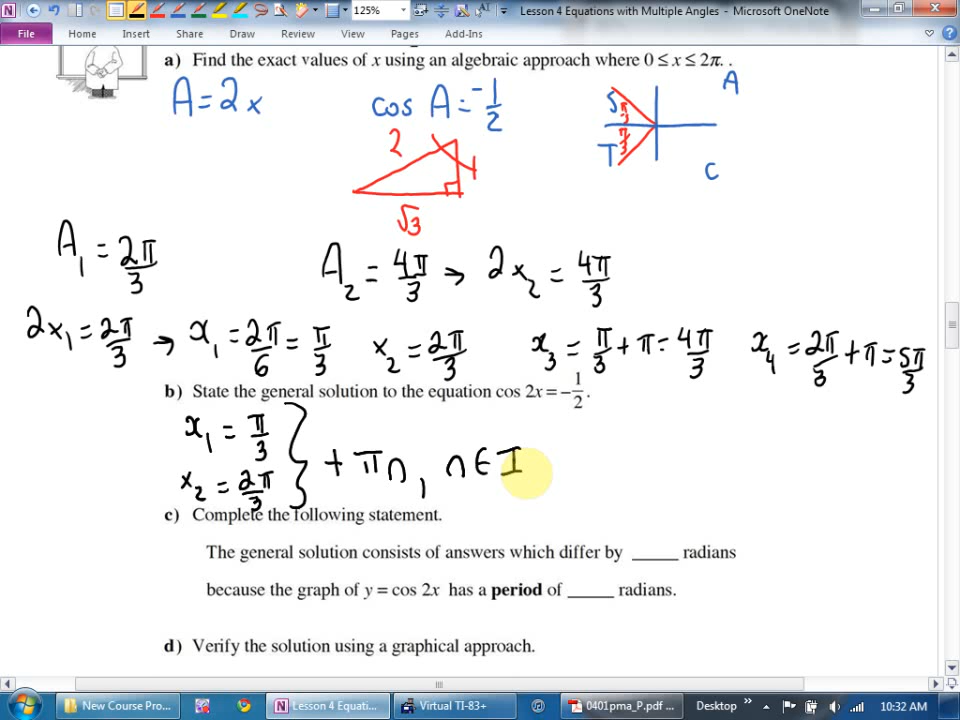 Lesson 4 Equations with Multiple Angles - Microsoft OneNote
125%
File Home Insert Share Draw Review View Pages Add-Ins
a) Find the exact values of x using an algebraic approach where 0 ≤ x ≤ 2π. .
A = 2x cos A = -1/2 S A
π/3
T π/3 C
2 1
√3
A₁ = 2π/3 A₂ = 4π/3 → 2x₂ = 4π/3
2x₁ = 2π/3 → x₁ = 2π/6 = π/3 x₂ = 2π/3 x₃ = π/3 + π = 4π/3 x₄ = 2π/3 + π = 5π/3
b) State the general solution to the equation cos 2x = -1/2.
x₁ = π/3
x₂ = 2π/3 } + πn, n ∈ I
c) Complete the following statement.
The general solution consists of answers which differ by _____ radians
because the graph of y = cos 2x has a period of _____ radians.
d) Verify the solution using a graphical approach.
New Course Progra... Lesson 4 Equati... Virtual TI-83+ 0401pma_P.pdf ... Desktop » 10:32 AM